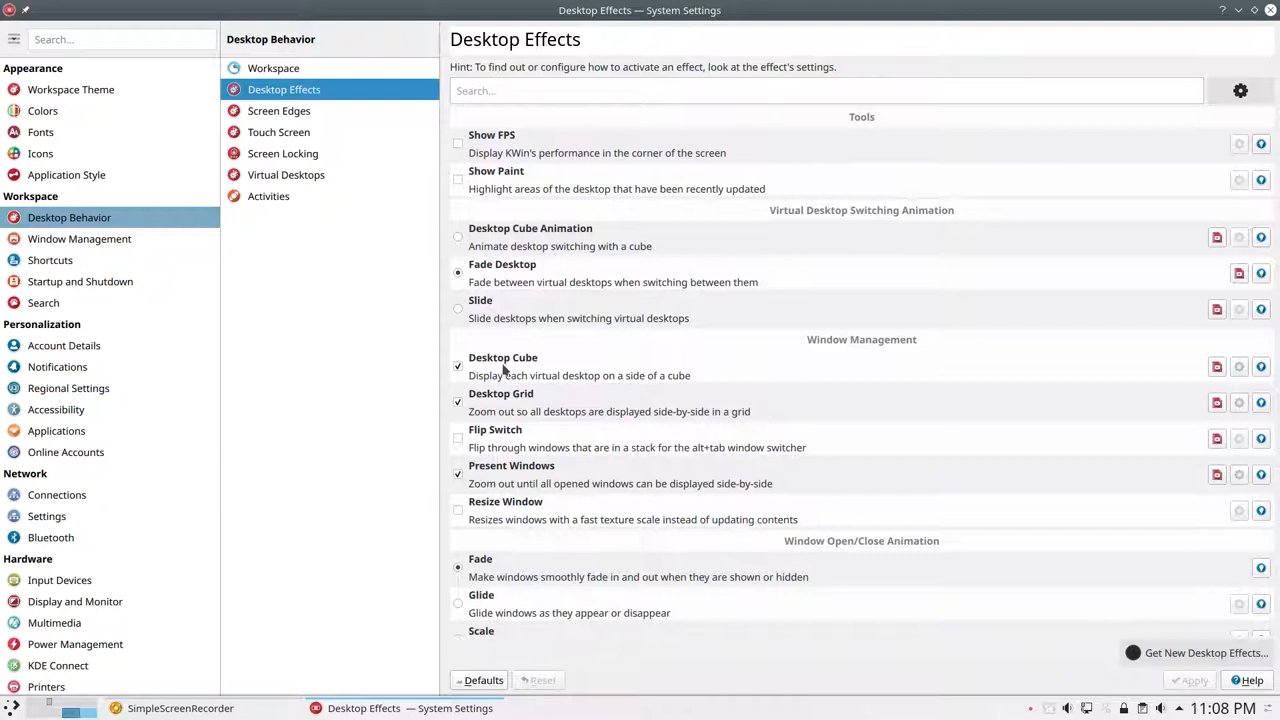 Desktop Effects — System Settings
Search...
Appearance
Workspace Theme
Colors
Fonts
Icons
Application Style
Workspace
Desktop Behavior
Window Management
Shortcuts
Startup and Shutdown
Search
Personalization
Account Details
Notifications
Regional Settings
Accessibility
Applications
Online Accounts
Network
Connections
Settings
Bluetooth
Hardware
Input Devices
Display and Monitor
Multimedia
Power Management
KDE Connect
Printers
Desktop Behavior
Workspace
Desktop Effects
Screen Edges
Touch Screen
Screen Locking
Virtual Desktops
Activities
Desktop Effects
Hint: To find out or configure how to activate an effect, look at the effect's settings.
Search...
Tools
Show FPS
Display KWin's performance in the corner of the screen
Show Paint
Highlight areas of the desktop that have been recently updated
Virtual Desktop Switching Animation
Desktop Cube Animation
Animate desktop switching with a cube
Fade Desktop
Fade between virtual desktops when switching between them
Slide
Slide desktops when switching virtual desktops
Window Management
Desktop Cube
Display each virtual desktop on a side of a cube
Desktop Grid
Zoom out so all desktops are displayed side-by-side in a grid
Flip Switch
Flip through windows that are in a stack for the alt+tab window switcher
Present Windows
Zoom out until all opened windows can be displayed side-by-side
Resize Window
Resizes windows with a fast texture scale instead of updating contents
Window Open/Close Animation
Fade
Make windows smoothly fade in and out when they are shown or hidden
Glide
Glide windows as they appear or disappear
Scale
Get New Desktop Effects...
Defaults
Reset
Apply
Help
SimpleScreenRecorder
Desktop Effects — System Settings
11:08 PM